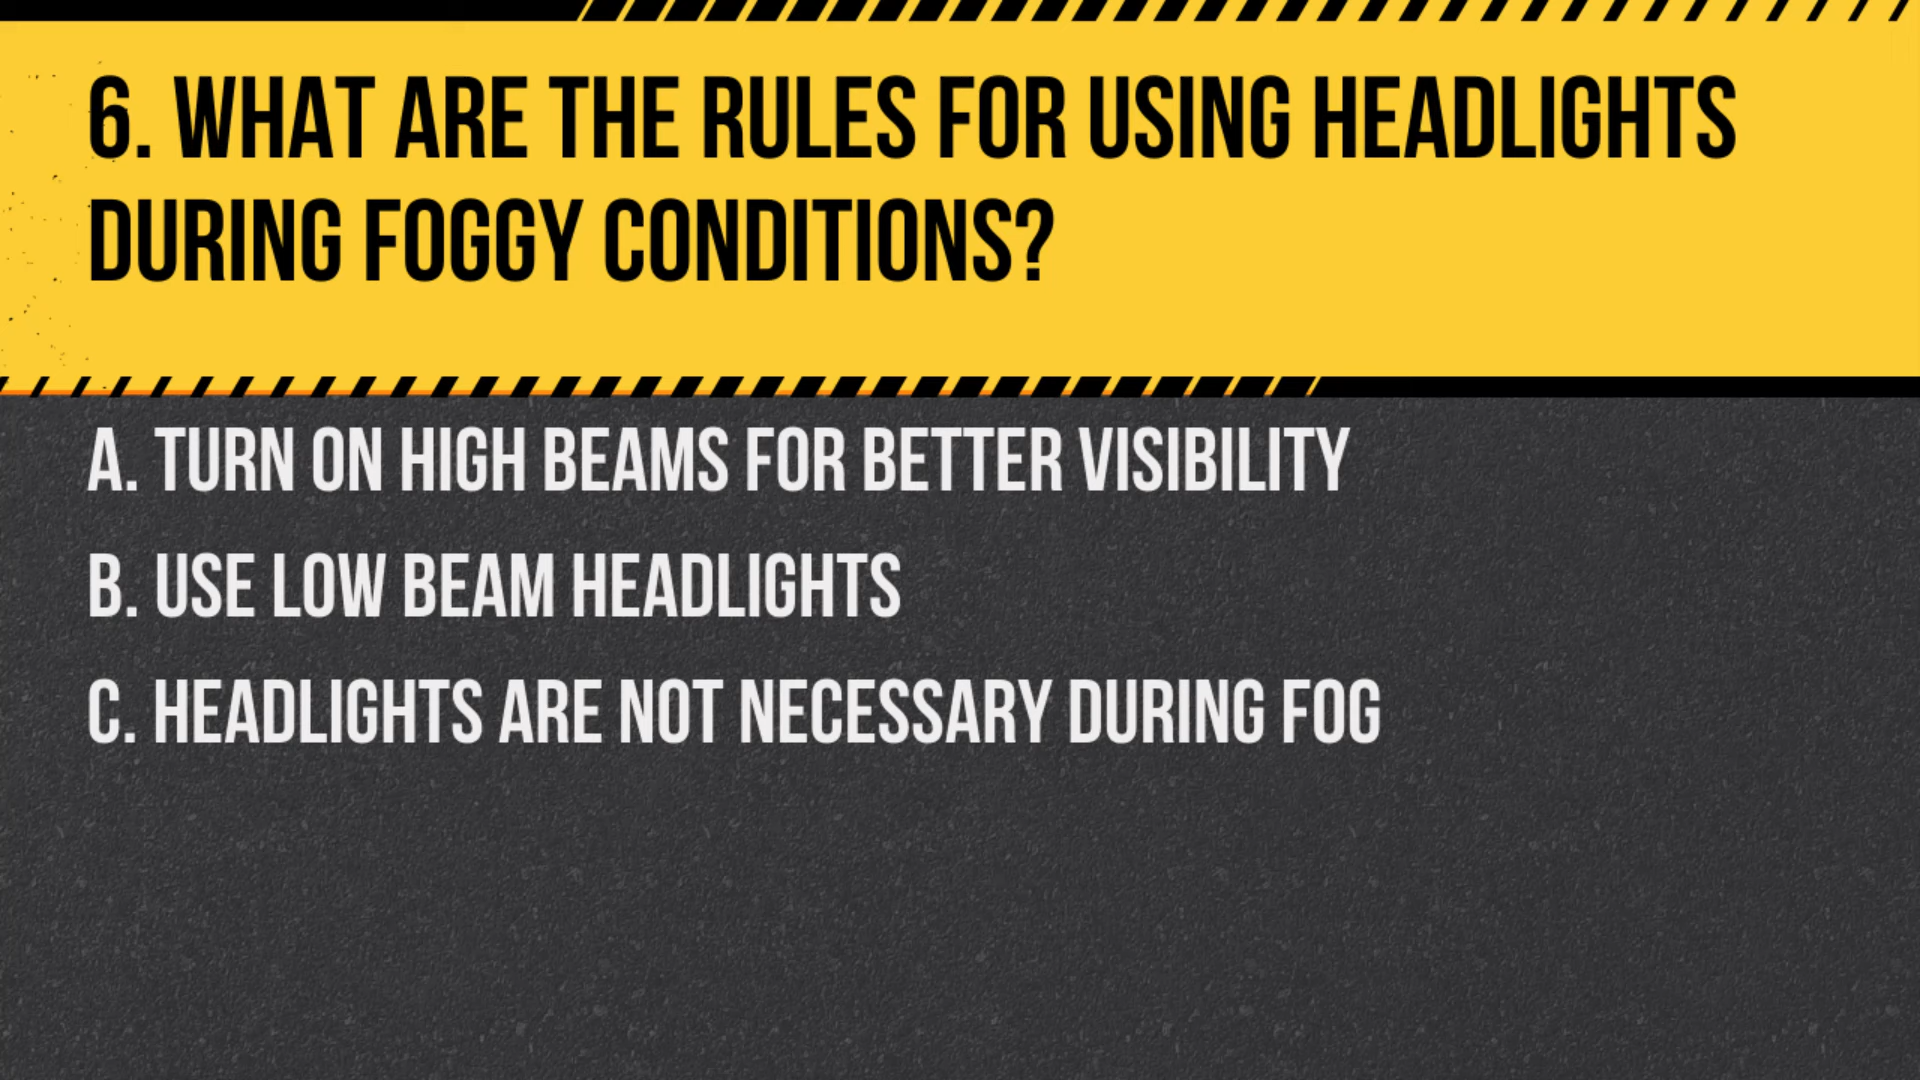 6. WHAT ARE THE RULES FOR USING HEADLIGHTS
DURING FOGGY CONDITIONS?
A. TURN ON HIGH BEAMS FOR BETTER VISIBILITY
B. USE LOW BEAM HEADLIGHTS
C. HEADLIGHTS ARE NOT NECESSARY DURING FOG